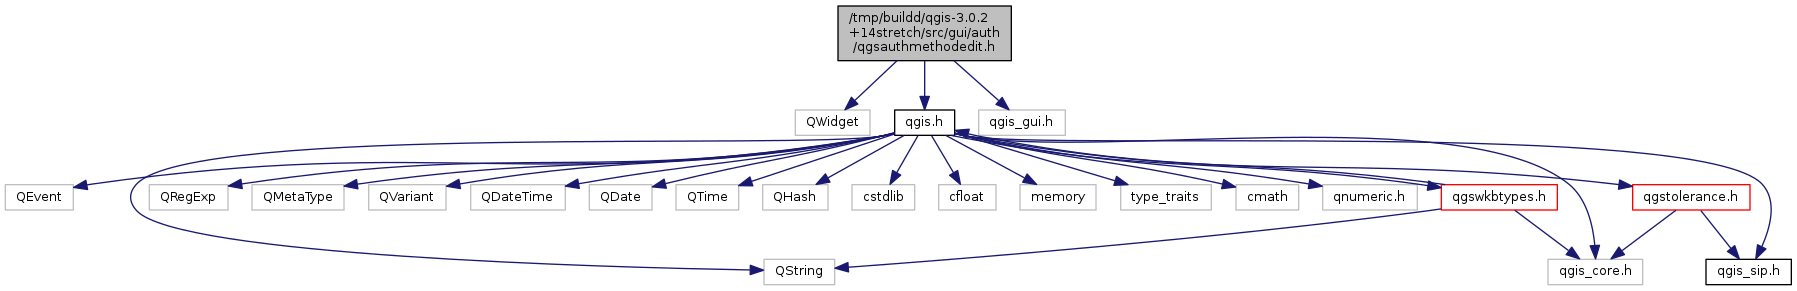 /tmp/buildd/qgis-3.0.2
+14stretch/src/gui/auth
/qgsauthmethodedit.h
QWidget
qgis.h
qgis_gui.h
QEvent
QRegExp
QMetaType
QVariant
QDateTime
QDate
QTime
QHash
cstdlib
cfloat
memory
type_traits
cmath
qnumeric.h
qgswkbtypes.h
qgstolerance.h
QString
qgis_core.h
qgis_sip.h